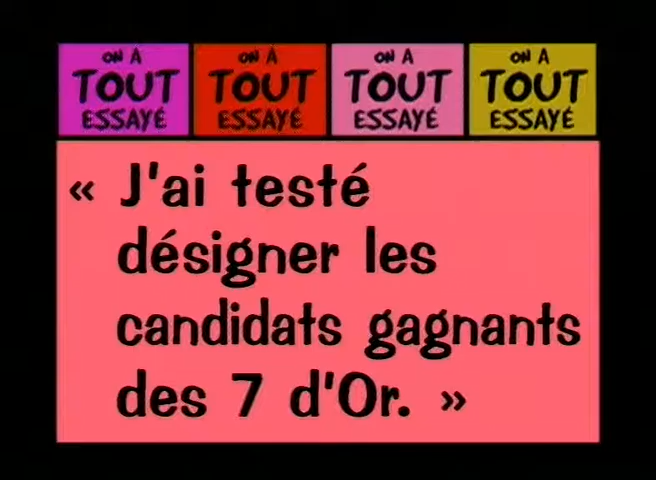 ON A TOUT ESSAYÉ ON A TOUT ESSAYÉ ON A TOUT ESSAYÉ ON A TOUT ESSAYÉ
« J'ai testé
désigner les
candidats gagnants
des 7 d'Or. »